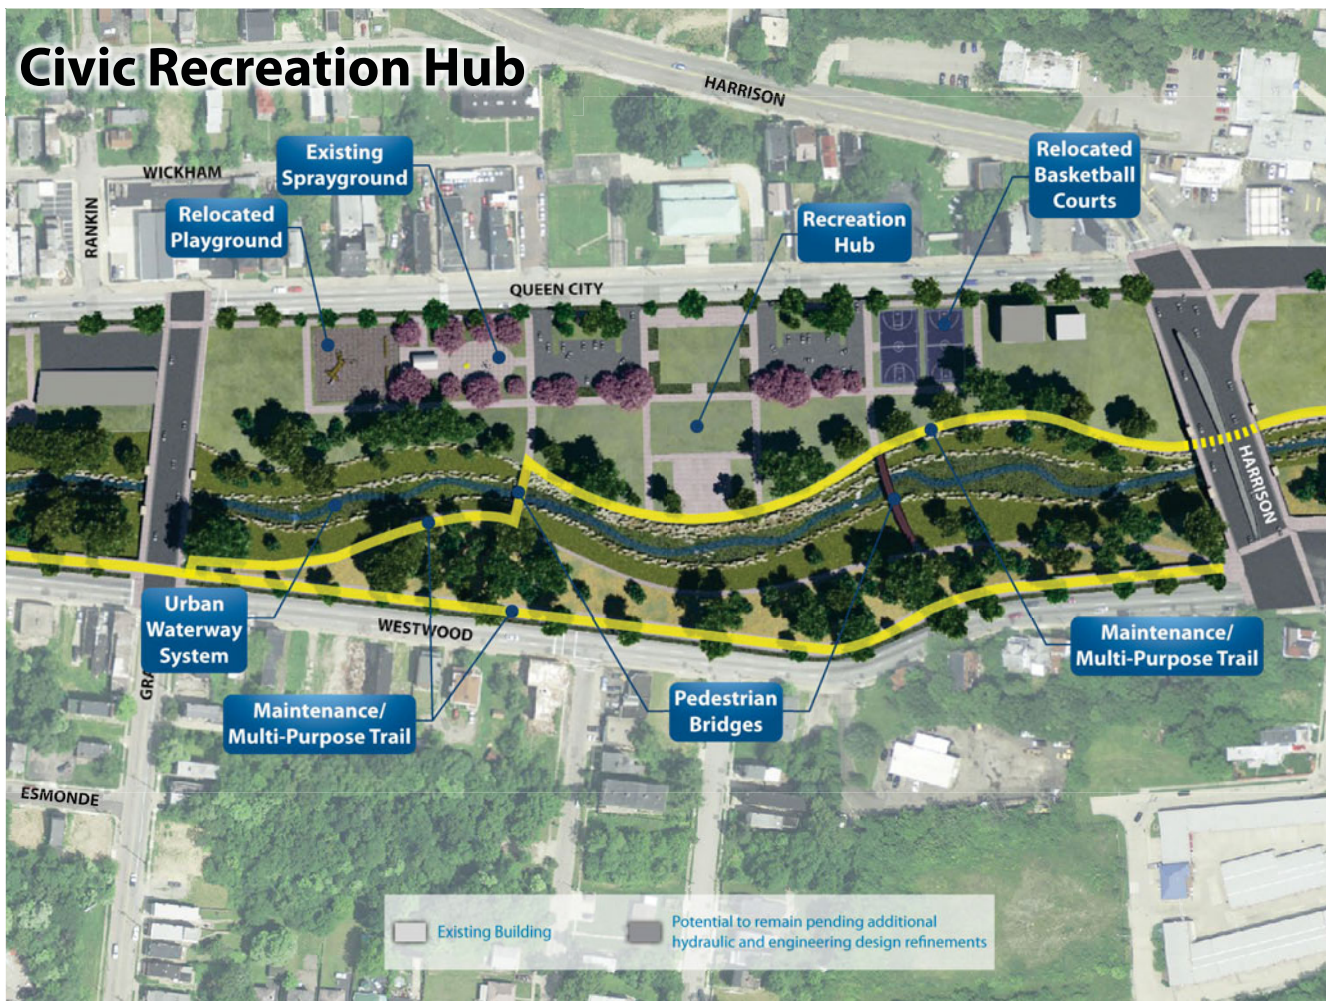 Civic Recreation Hub
HARRISON
Existing
Sprayground
Relocated
Basketball
Courts
WICKHAM
RANKIN
Relocated
Playground
Recreation
Hub
QUEEN CITY
HARRISON
Urban
Waterway
System
WESTWOOD
Maintenance/
Multi-Purpose Trail
GRA
Maintenance/
Multi-Purpose Trail
Pedestrian
Bridges
ESMONDE
Existing Building
Potential to remain pending additional
hydraulic and engineering design refinements